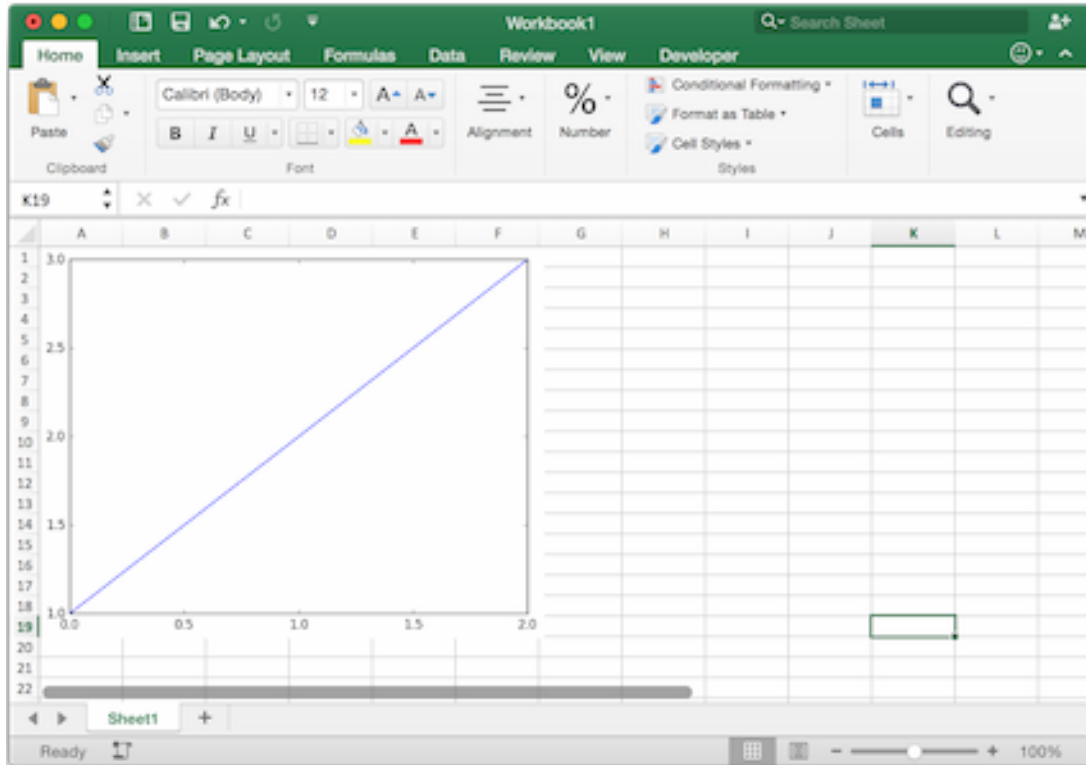 Workbook1 Search Sheet
Home Insert Page Layout Formulas Data Review View Developer
Paste
Clipboard
Calibri (Body) 12 A A
B I U A
Font
Alignment
% Number
Conditional Formatting
Format as Table
Cell Styles
Styles
Cells
Editing
K19 fx
A B C D E F G H I J K L M
1
2
3
4
5
6
7
8
9
10
11
12
13
14
15
16
17
18
19
20
21
22
3.0
2.5
2.0
1.5
1.0
0.0 0.5 1.0 1.5 2.0
Sheet1 +
Ready 100%